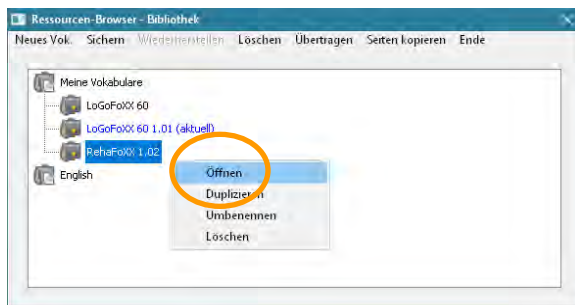 Ressourcen-Browser - Bibliothek
Neues Vok. Sichern Wiederherstellen Löschen Übertragen Seiten kopieren Ende
Meine Vokabulare
LoGoFoXX 60
LoGoFoXX 60 1.01 (aktuell)
RehaFoXX 1.02
English
Öffnen
Duplizieren
Umbenennen
Löschen